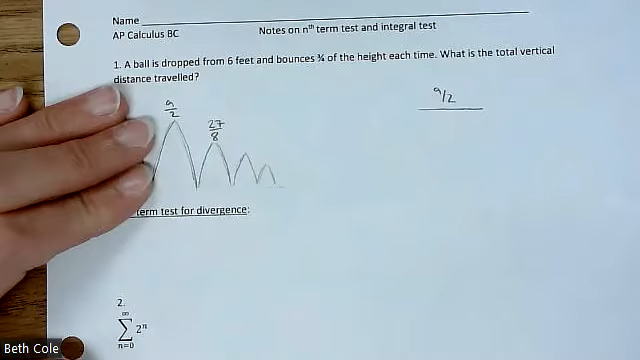 Name
AP Calculus BC
Notes on nth term test and integral test
1. A ball is dropped from 6 feet and bounces ¾ of the height each time. What is the total vertical
distance travelled?
9/2
9/2
27/8
term test for divergence:
2.
∞
∑ 2ⁿ
n=0
Beth Cole